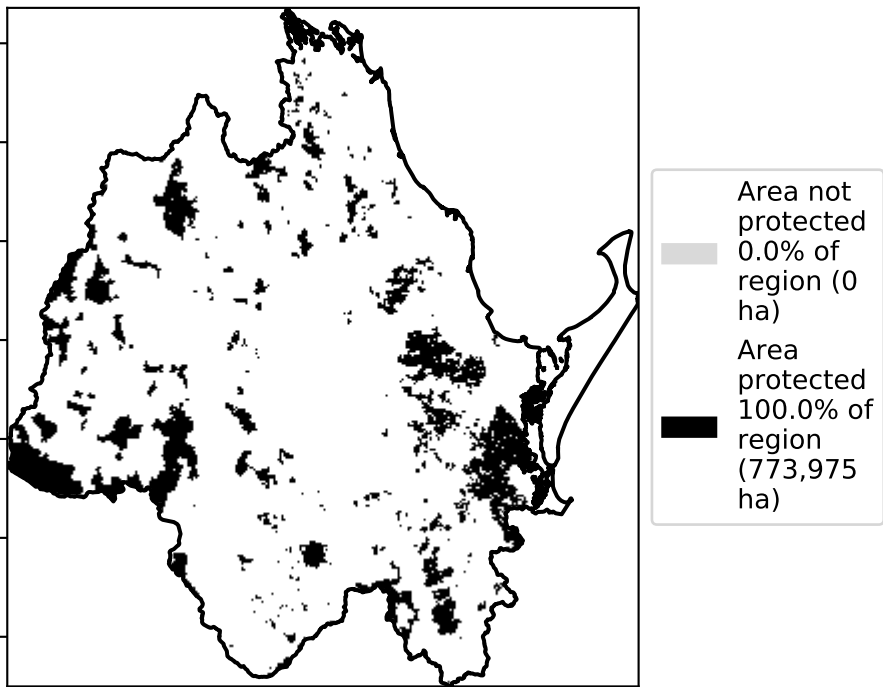 Area not
protected
0.0% of
region (0
ha)
Area
protected
100.0% of
region
(773,975
ha)